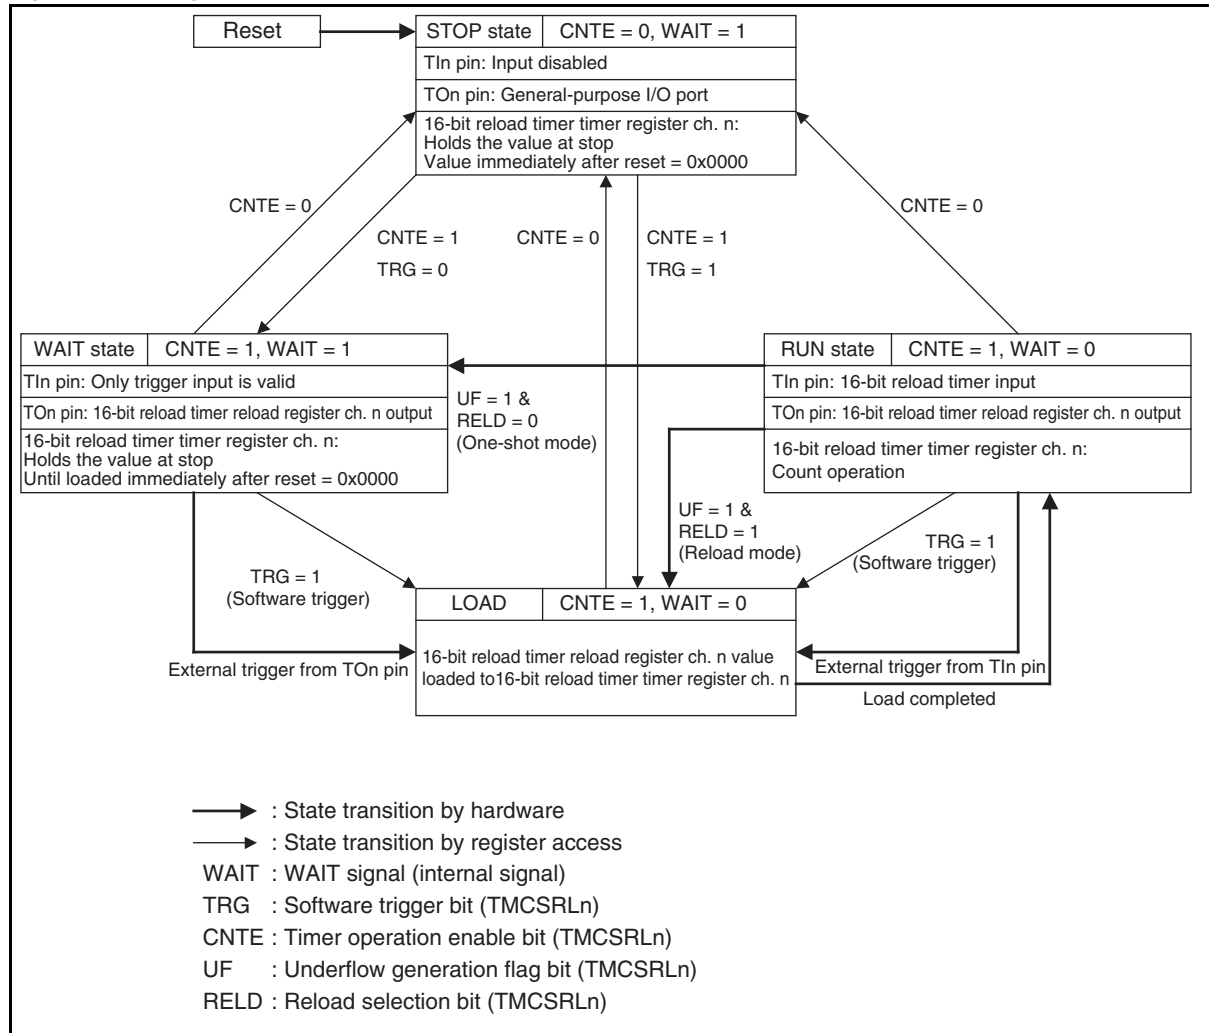 Reset
STOP state
CNTE = 0, WAIT = 1
TIn pin: Input disabled
TOn pin: General-purpose I/O port
16-bit reload timer timer register ch. n:
Holds the value at stop
Value immediately after reset = 0x0000
CNTE = 0
CNTE = 1
TRG = 0
CNTE = 0
CNTE = 1
TRG = 1
CNTE = 0
WAIT state
CNTE = 1, WAIT = 1
TIn pin: Only trigger input is valid
TOn pin: 16-bit reload timer reload register ch. n output
16-bit reload timer timer register ch. n:
Holds the value at stop
Until loaded immediately after reset = 0x0000
UF = 1 &
RELD = 0
(One-shot mode)
RUN state
CNTE = 1, WAIT = 0
TIn pin: 16-bit reload timer input
TOn pin: 16-bit reload timer reload register ch. n output
16-bit reload timer timer register ch. n:
Count operation
UF = 1 &
RELD = 1
(Reload mode)
TRG = 1
(Software trigger)
TRG = 1
(Software trigger)
LOAD
CNTE = 1, WAIT = 0
16-bit reload timer reload register ch. n value
loaded to16-bit reload timer timer register ch. n
External trigger from TOn pin
External trigger from TIn pin
Load completed
: State transition by hardware
: State transition by register access
WAIT : WAIT signal (internal signal)
TRG : Software trigger bit (TMCSRLn)
CNTE : Timer operation enable bit (TMCSRLn)
UF : Underflow generation flag bit (TMCSRLn)
RELD : Reload selection bit (TMCSRLn)